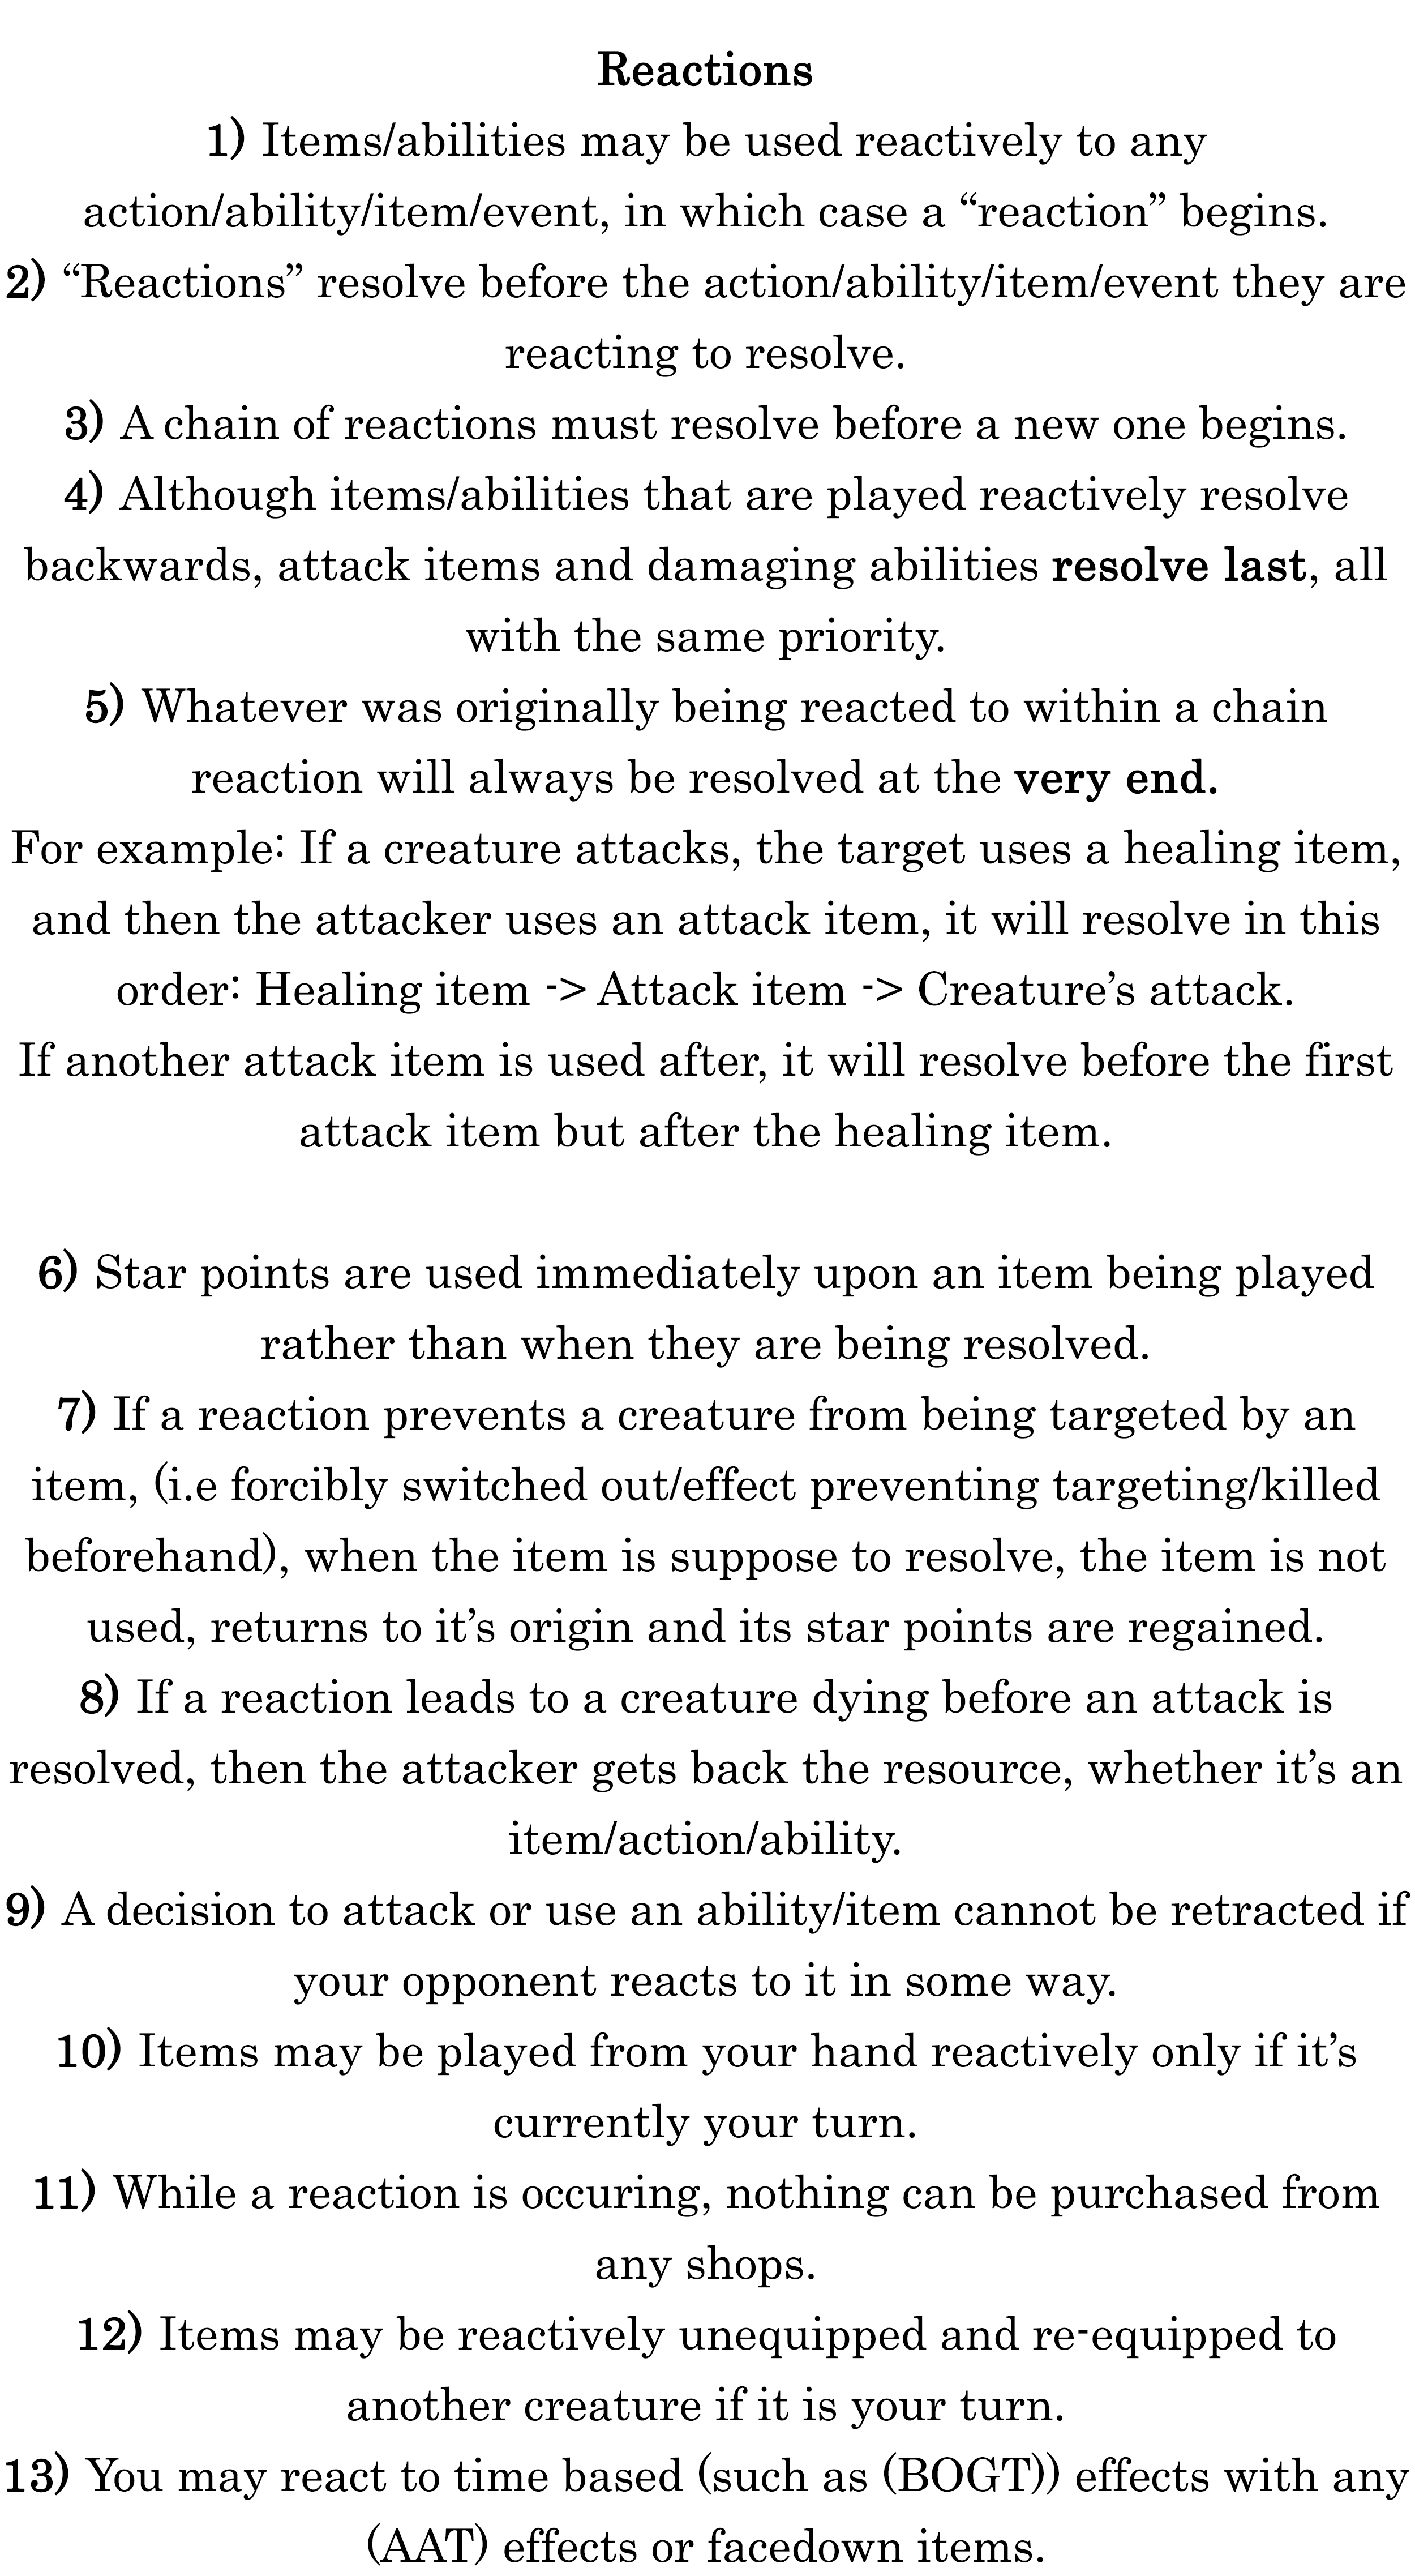 Reactions
1) Items/abilities may be used reactively to any
action/ability/item/event, in which case a “reaction” begins.
2) “Reactions” resolve before the action/ability/item/event they are
reacting to resolve.
3) A chain of reactions must resolve before a new one begins.
4) Although items/abilities that are played reactively resolve
backwards, attack items and damaging abilities resolve last, all
with the same priority.
5) Whatever was originally being reacted to within a chain
reaction will always be resolved at the very end.
For example: If a creature attacks, the target uses a healing item,
and then the attacker uses an attack item, it will resolve in this
order: Healing item -> Attack item -> Creature’s attack.
If another attack item is used after, it will resolve before the first
attack item but after the healing item.
6) Star points are used immediately upon an item being played
rather than when they are being resolved.
7) If a reaction prevents a creature from being targeted by an
item, (i.e forcibly switched out/effect preventing targeting/killed
beforehand), when the item is suppose to resolve, the item is not
used, returns to it’s origin and its star points are regained.
8) If a reaction leads to a creature dying before an attack is
resolved, then the attacker gets back the resource, whether it’s an
item/action/ability.
9) A decision to attack or use an ability/item cannot be retracted if
your opponent reacts to it in some way.
10) Items may be played from your hand reactively only if it’s
currently your turn.
11) While a reaction is occuring, nothing can be purchased from
any shops.
12) Items may be reactively unequipped and re-equipped to
another creature if it is your turn.
13) You may react to time based (such as (BOGT)) effects with any
(AAT) effects or facedown items.